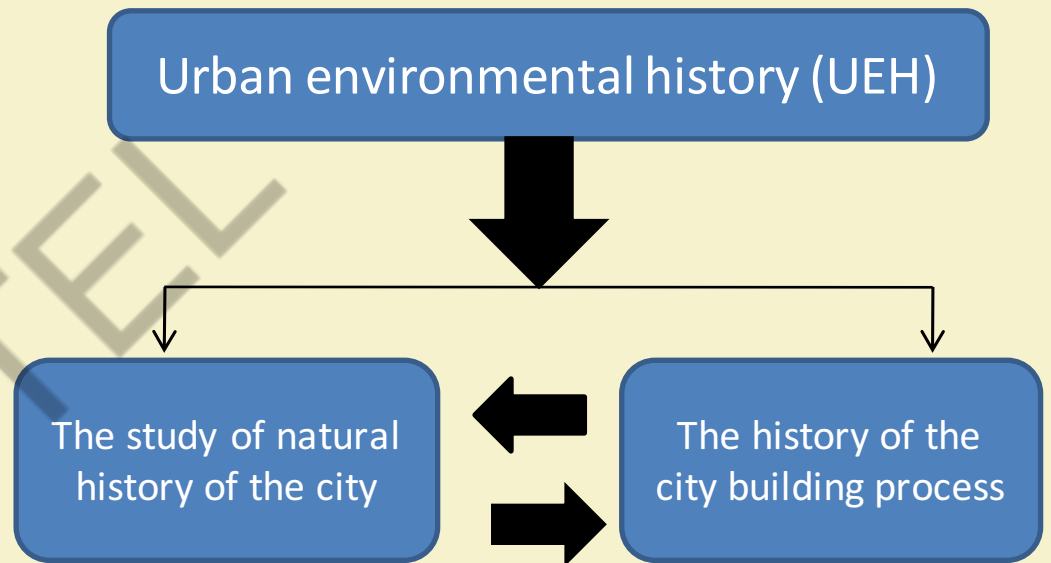 Urban environmental history (UEH)
The study of natural
history of the city
The history of the
city building process
TEL